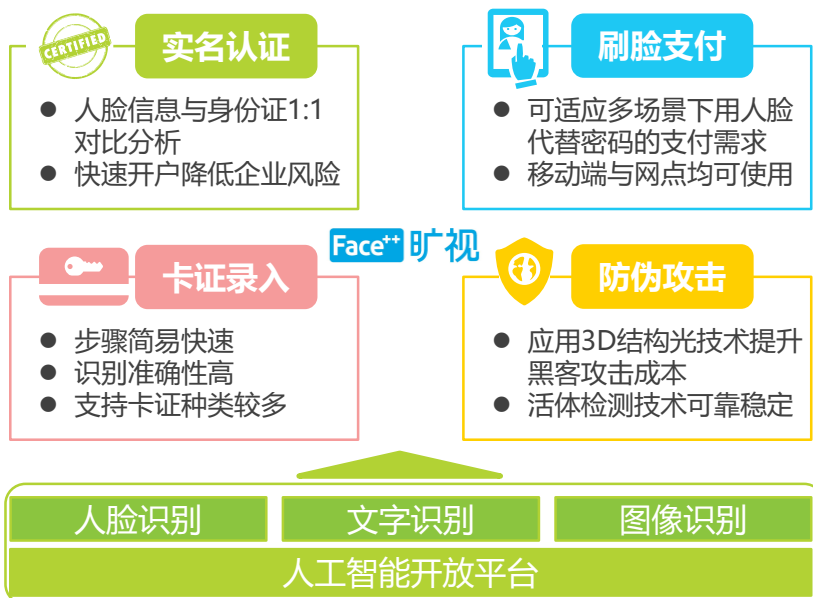 CERTIFIED
实名认证
● 人脸信息与身份证1:1
对比分析
● 快速开户降低企业风险
刷脸支付
● 可适应多场景下用人脸
代替密码的支付需求
● 移动端与网点均可使用
Face++ 旷视
卡证录入
● 步骤简易快速
● 识别准确性高
● 支持卡证种类较多
防伪攻击
● 应用3D结构光技术提升
黑客攻击成本
● 活体检测技术可靠稳定
人脸识别
文字识别
图像识别
人工智能开放平台